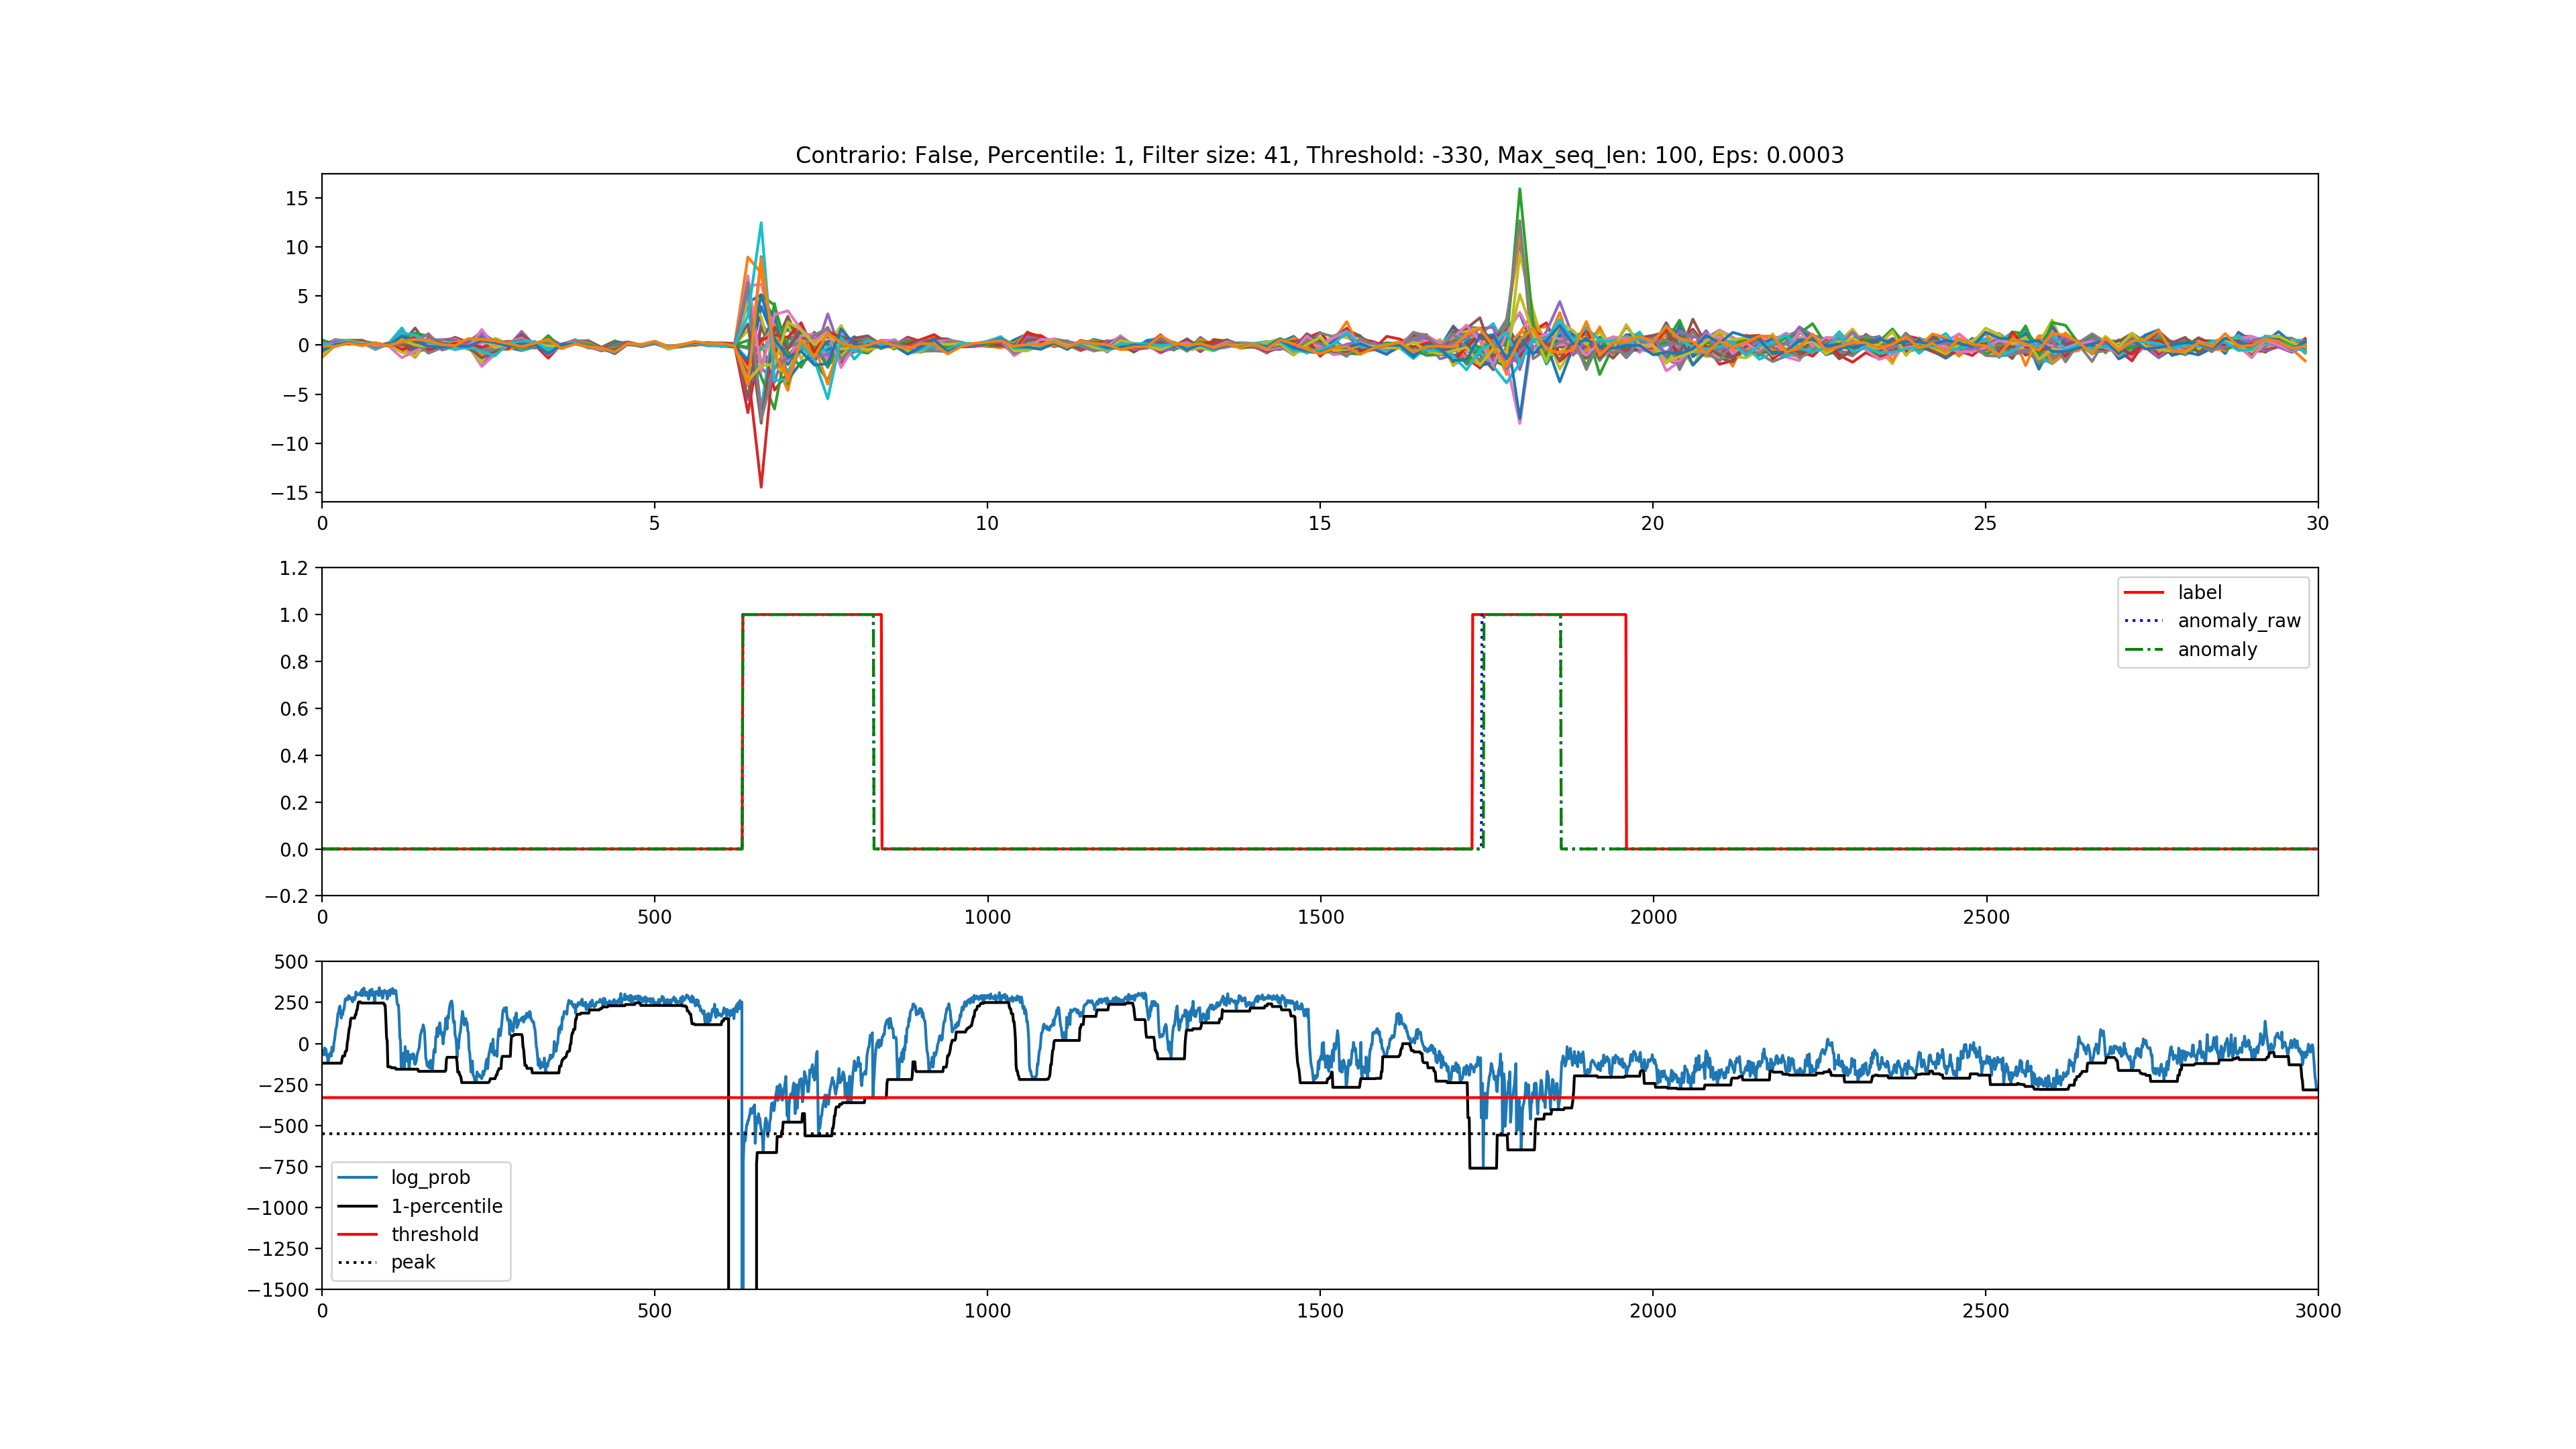 Contrario: False, Percentile: 1, Filter size: 41, Threshold: -330, Max_seq_len: 100, Eps: 0.0003
15
10
5
0
−5
−10
−15
0 5 10 15 20 25 30
1.2
1.0
0.8
0.6
0.4
0.2
0.0
−0.2
label
anomaly_raw
anomaly
0 500 1000 1500 2000 2500
500
250
0
−250
−500
−750
−1000
−1250
−1500
log_prob
1-percentile
threshold
peak
0 500 1000 1500 2000 2500 3000